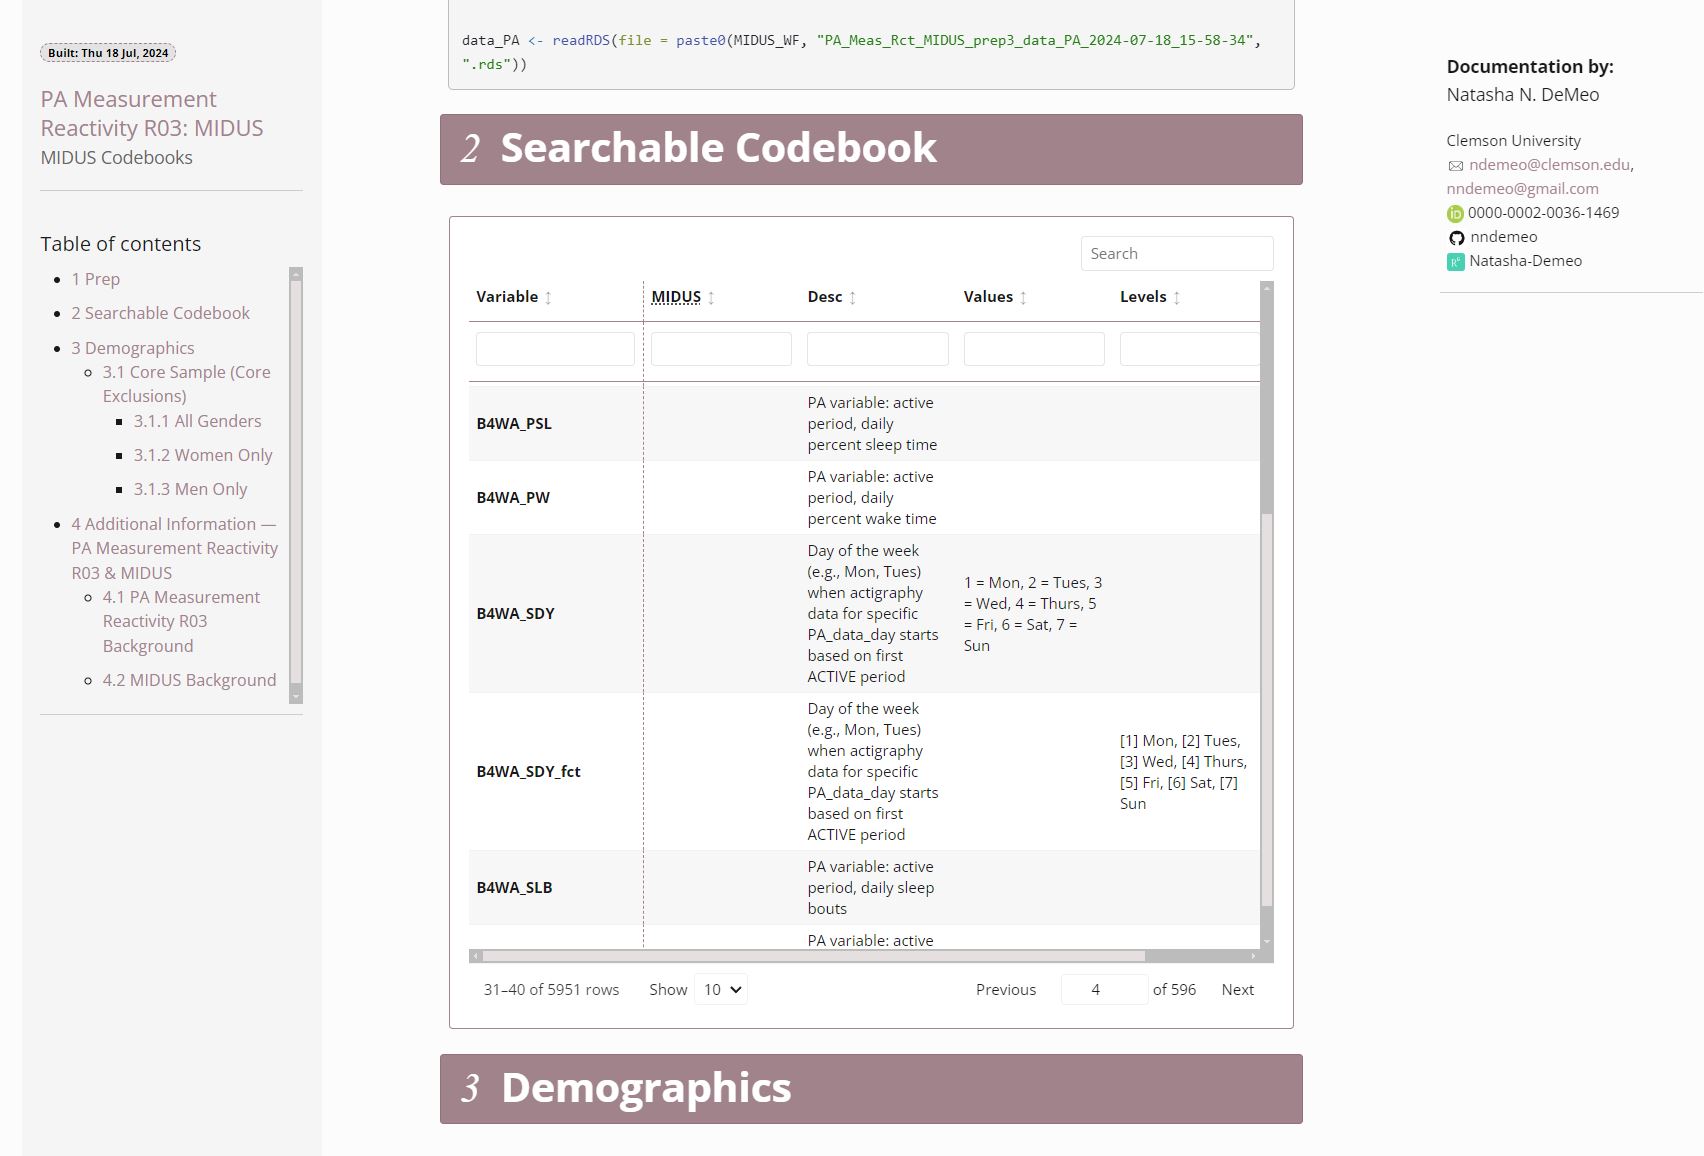 Built: Thu 18 Jul, 2024
PA Measurement
Reactivity R03: MIDUS
MIDUS Codebooks
Table of contents
1 Prep
2 Searchable Codebook
3 Demographics
3.1 Core Sample (Core
Exclusions)
3.1.1 All Genders
3.1.2 Women Only
3.1.3 Men Only
4 Additional Information —
PA Measurement Reactivity
R03 & MIDUS
4.1 PA Measurement
Reactivity R03
Background
4.2 MIDUS Background
data_PA <- readRDS(file = paste0(MIDUS_WF, "PA_Meas_Rct_MIDUS_prep3_data_PA_2024-07-18_15-58-34",
".rds"))
2 Searchable Codebook
Search
Variable MIDUS Desc Values Levels
B4WA_PSL
PA variable: active
period, daily
percent sleep time
B4WA_PW
PA variable: active
period, daily
percent wake time
B4WA_SDY
Day of the week
(e.g., Mon, Tues)
when actigraphy
data for specific
PA_data_day starts
based on first
ACTIVE period
1 = Mon, 2 = Tues, 3
= Wed, 4 = Thurs, 5
= Fri, 6 = Sat, 7 =
Sun
B4WA_SDY_fct
Day of the week
(e.g., Mon, Tues)
when actigraphy
data for specific
PA_data_day starts
based on first
ACTIVE period
[1] Mon, [2] Tues,
[3] Wed, [4] Thurs,
[5] Fri, [6] Sat, [7]
Sun
B4WA_SLB
PA variable: active
period, daily sleep
bouts
PA variable: active
31–40 of 5951 rows Show 10 Previous 4 of 596 Next
3 Demographics
Documentation by:
Natasha N. DeMeo
Clemson University
ndemeo@clemson.edu,
nndemeo@gmail.com
iD 0000-0002-0036-1469
nndemeo
R⁶ Natasha-Demeo